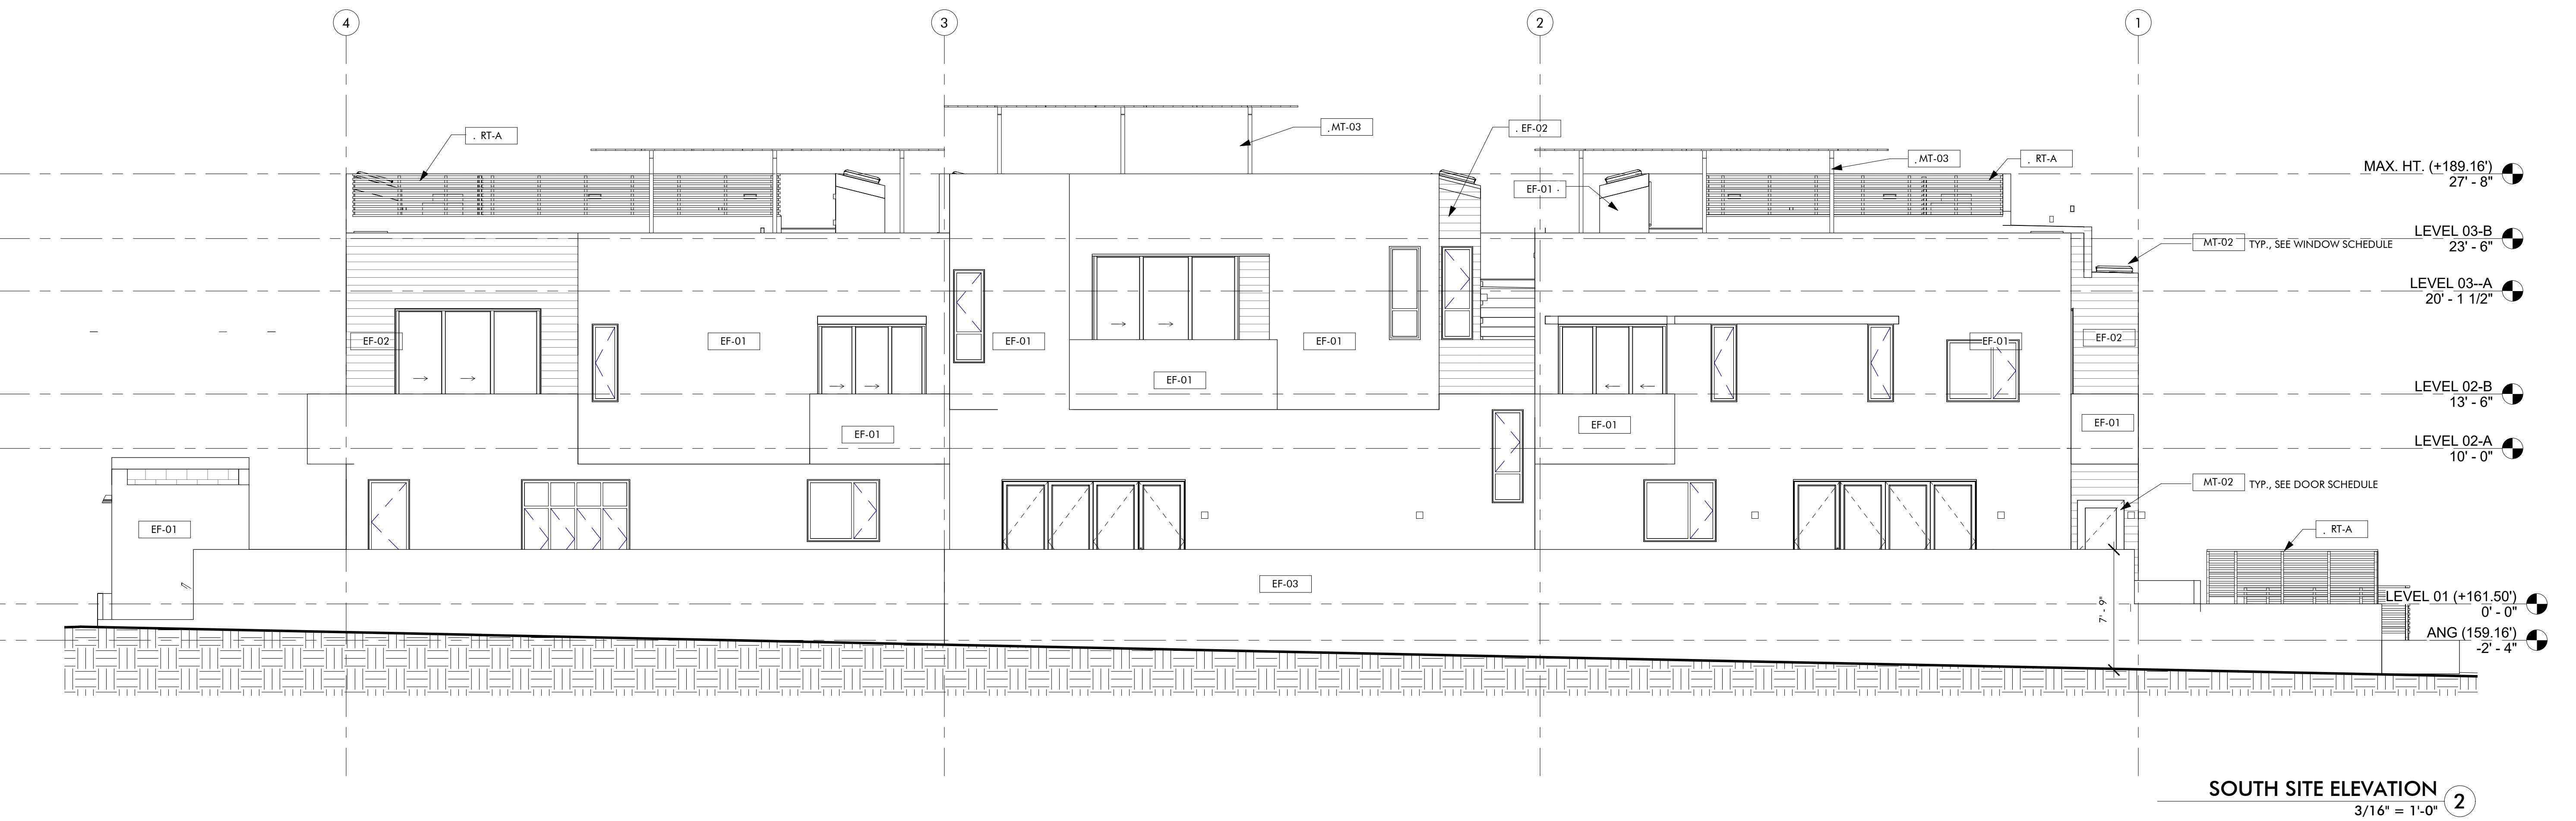 4
3
2
1
. RT-A
. MT-03
. EF-02
. MT-03
. RT-A
EF-01 .
MAX. HT. (+189.16')
27' - 8"
LEVEL 03-B
23' - 6"
MT-02 TYP., SEE WINDOW SCHEDULE
LEVEL 03--A
20' - 1 1/2"
EF-02
EF-01
EF-01
EF-01
EF-01
EF-02
EF-01
LEVEL 02-B
13' - 6"
EF-01
EF-01
EF-01
LEVEL 02-A
10' - 0"
MT-02 TYP., SEE DOOR SCHEDULE
EF-01
. RT-A
EF-03
7' - 9"
LEVEL 01 (+161.50')
0' - 0"
ANG (159.16')
-2' - 4"
SOUTH SITE ELEVATION 2
3/16" = 1'-0"